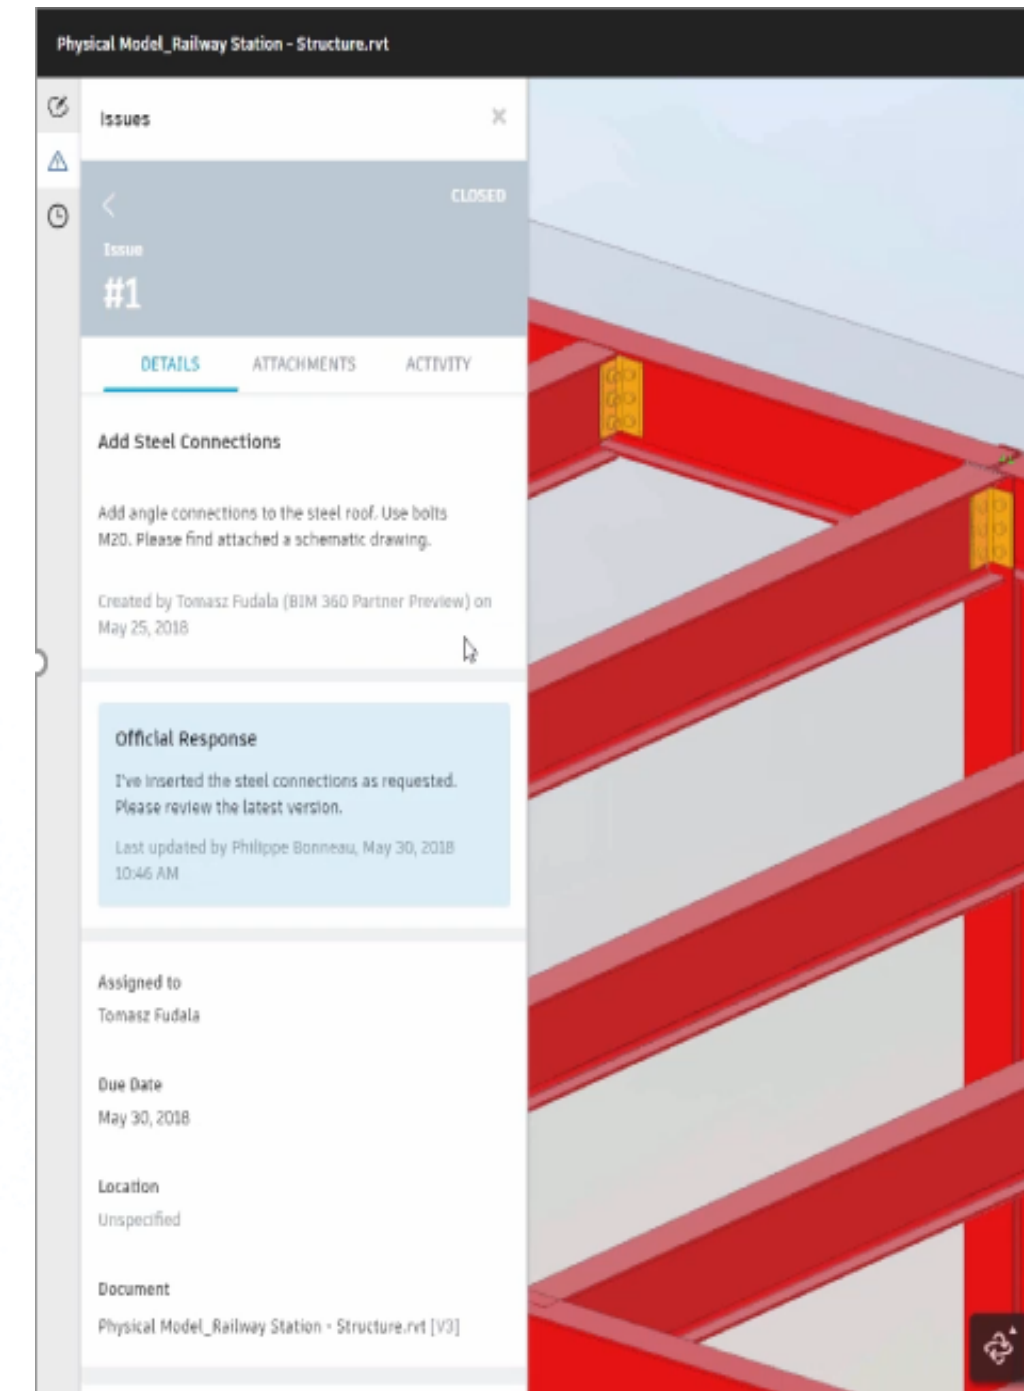 Physical Model_Railway Station - Structure.rvt
Issues
CLOSED
Issue
#1
DETAILS ATTACHMENTS ACTIVITY
Add Steel Connections
Add angle connections to the steel roof. Use bolts
M20. Please find attached a schematic drawing.
Created by Tomasz Fudala (BIM 360 Partner Preview) on
May 25, 2018
Official Response
I've inserted the steel connections as requested.
Please review the latest version.
Last updated by Philippe Bonneau, May 30, 2018
10:46 AM
Assigned to
Tomasz Fudala
Due Date
May 30, 2018
Location
Unspecified
Document
Physical Model_Railway Station - Structure.rvt [V3]